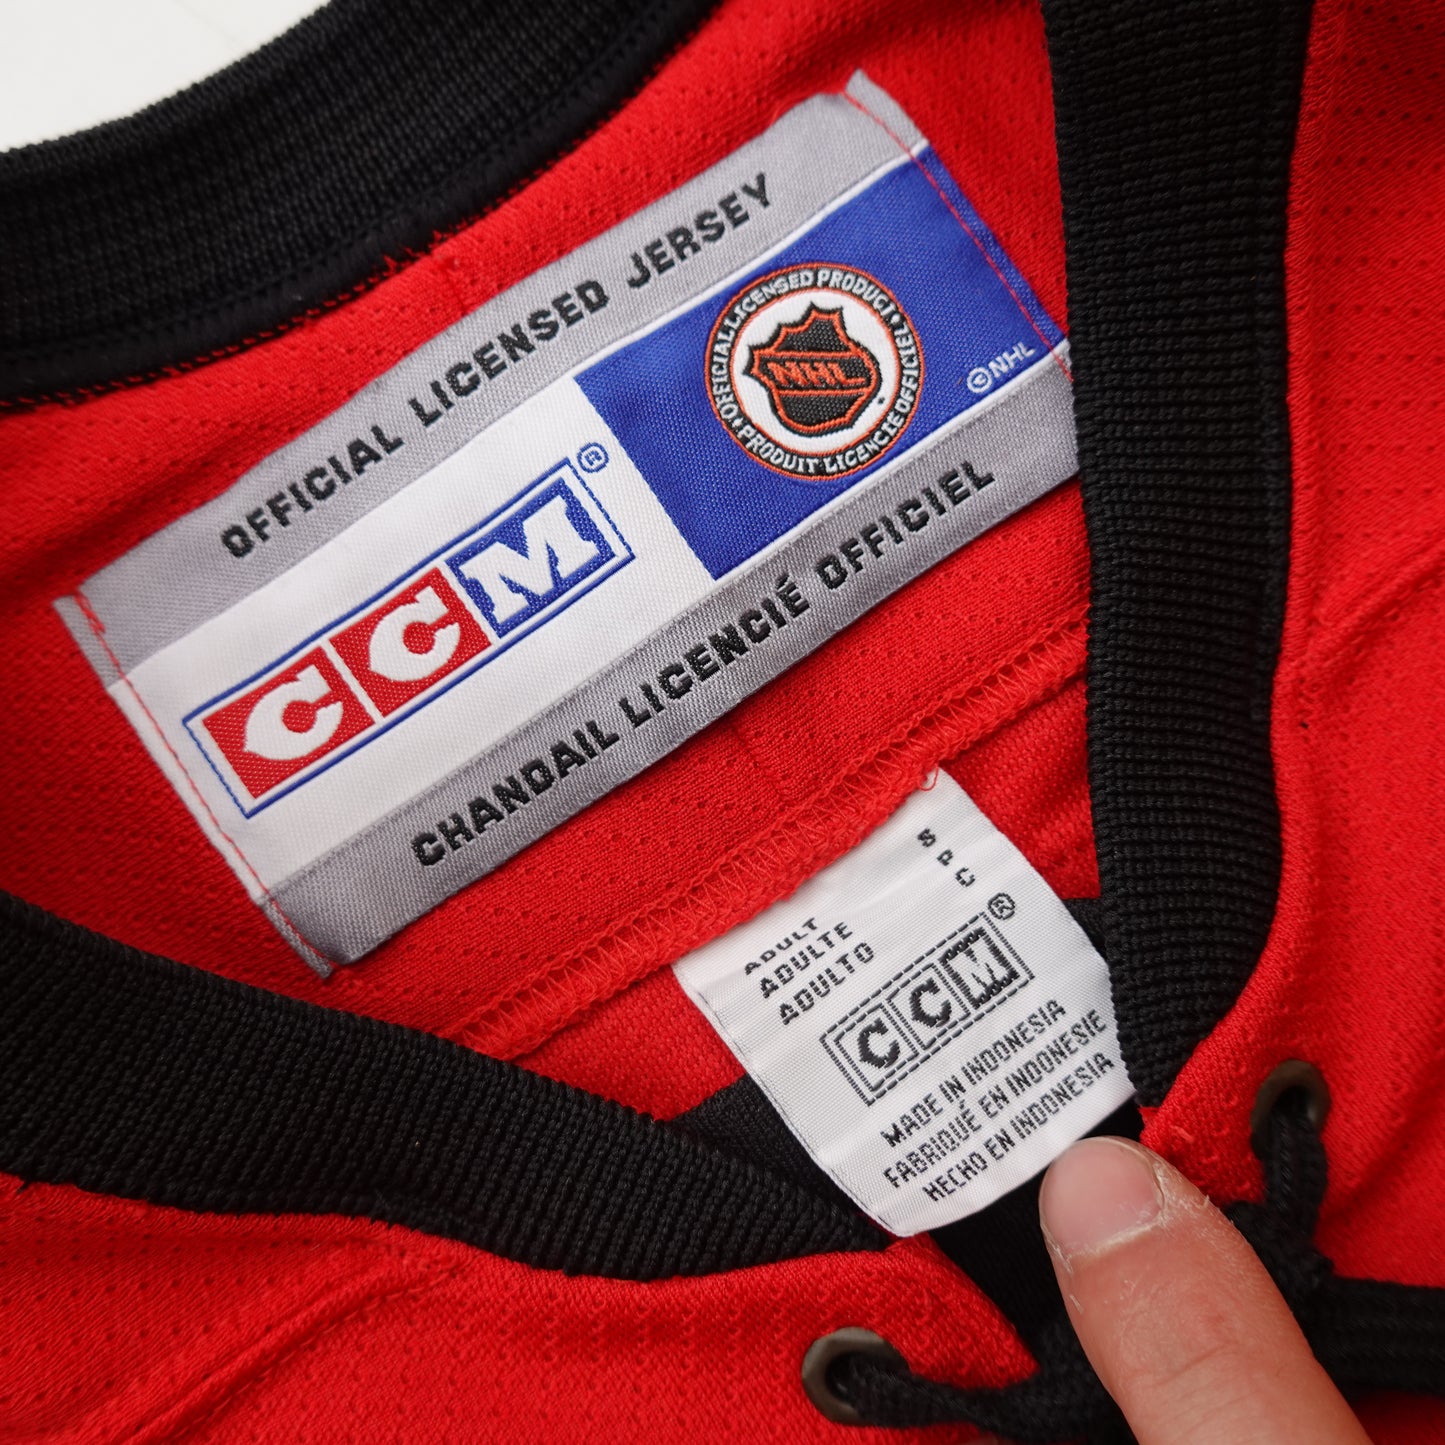 OFFICIAL LICENSED JERSEY
CCM®
OFFICIAL LICENSED PRODUCT • PRODUIT LICENCIE OFFICIEL •
NHL
©NHL
CHANDAIL LICENCIÉ OFFICIEL
ADULT
ADULTE
ADULTO
S
P
C
CCM®
MADE IN INDONESIA
FABRIQUÉ EN INDONESIE
HECHO EN INDONESIA